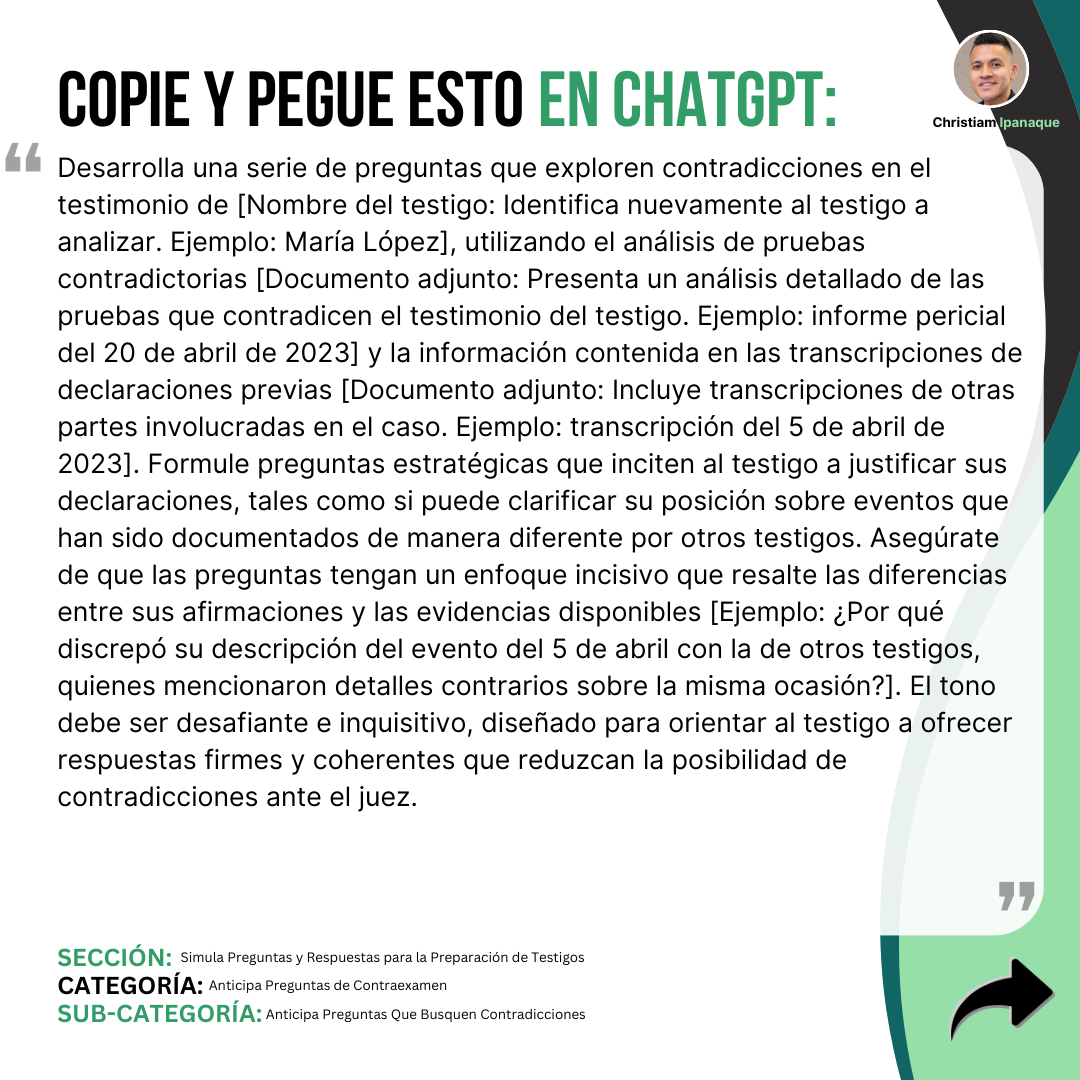 COPIE Y PEGUE ESTO EN CHATGPT:
Christiam Ipanaque
“
Desarrolla una serie de preguntas que exploren contradicciones en el
testimonio de [Nombre del testigo: Identifica nuevamente al testigo a
analizar. Ejemplo: María López], utilizando el análisis de pruebas
contradictorias [Documento adjunto: Presenta un análisis detallado de las
pruebas que contradicen el testimonio del testigo. Ejemplo: informe pericial
del 20 de abril de 2023] y la información contenida en las transcripciones de
declaraciones previas [Documento adjunto: Incluye transcripciones de otras
partes involucradas en el caso. Ejemplo: transcripción del 5 de abril de
2023]. Formule preguntas estratégicas que inciten al testigo a justificar sus
declaraciones, tales como si puede clarificar su posición sobre eventos que
han sido documentados de manera diferente por otros testigos. Asegúrate
de que las preguntas tengan un enfoque incisivo que resalte las diferencias
entre sus afirmaciones y las evidencias disponibles [Ejemplo: ¿Por qué
discrepó su descripción del evento del 5 de abril con la de otros testigos,
quienes mencionaron detalles contrarios sobre la misma ocasión?]. El tono
debe ser desafiante e inquisitivo, diseñado para orientar al testigo a ofrecer
respuestas firmes y coherentes que reduzcan la posibilidad de
contradicciones ante el juez.
”
SECCIÓN: Simula Preguntas y Respuestas para la Preparación de Testigos
CATEGORÍA: Anticipa Preguntas de Contraexamen
SUB-CATEGORÍA: Anticipa Preguntas Que Busquen Contradicciones